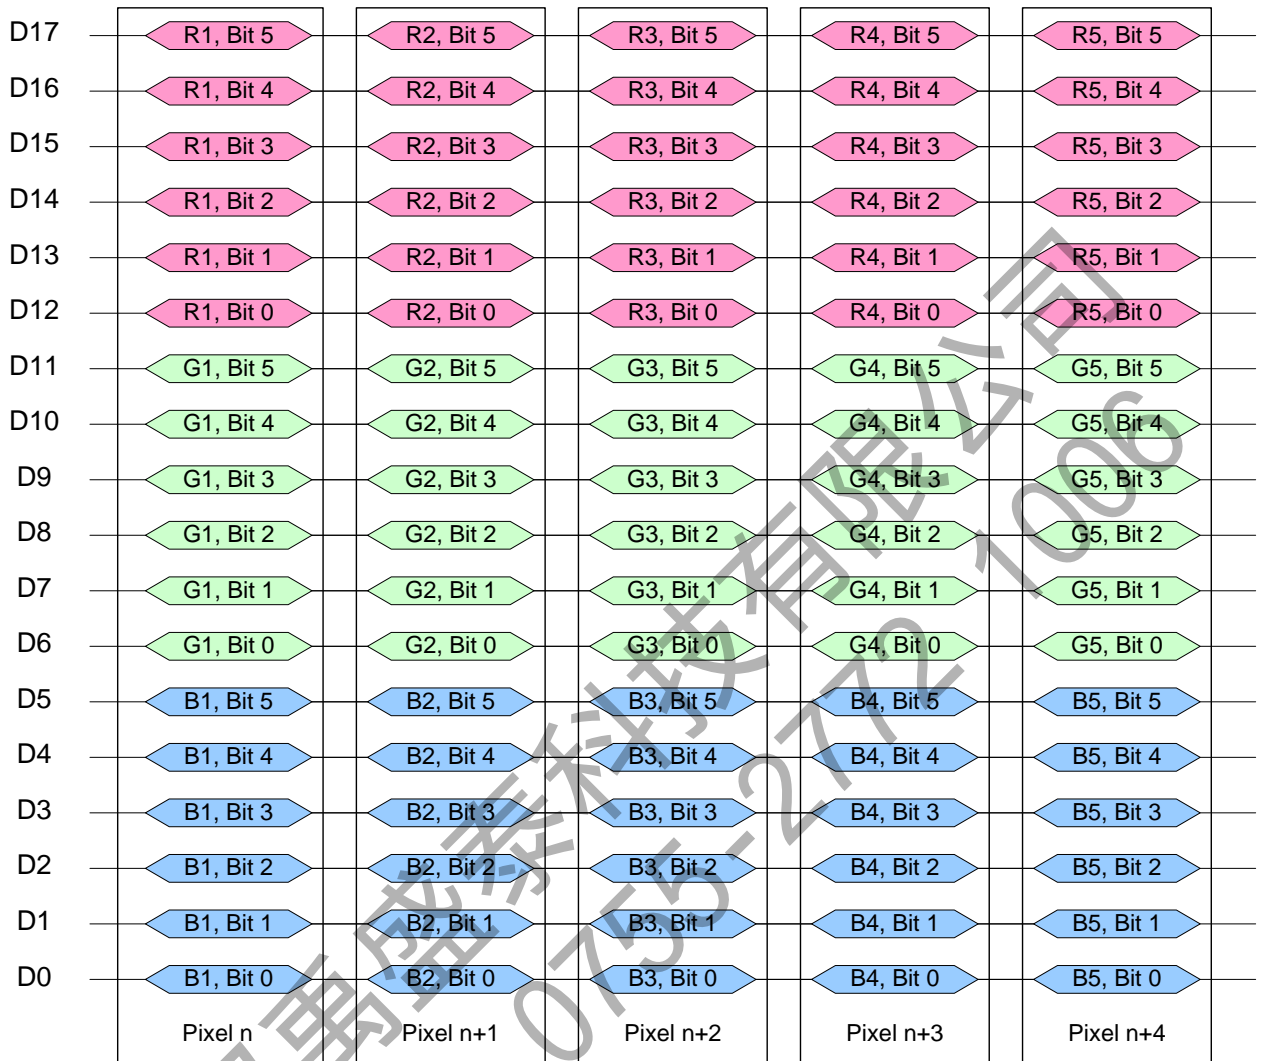 D17 R1, Bit 5 R2, Bit 5 R3, Bit 5 R4, Bit 5 R5, Bit 5
D16 R1, Bit 4 R2, Bit 4 R3, Bit 4 R4, Bit 4 R5, Bit 4
D15 R1, Bit 3 R2, Bit 3 R3, Bit 3 R4, Bit 3 R5, Bit 3
D14 R1, Bit 2 R2, Bit 2 R3, Bit 2 R4, Bit 2 R5, Bit 2
D13 R1, Bit 1 R2, Bit 1 R3, Bit 1 R4, Bit 1 R5, Bit 1
D12 R1, Bit 0 R2, Bit 0 R3, Bit 0 R4, Bit 0 R5, Bit 0
D11 G1, Bit 5 G2, Bit 5 G3, Bit 5 G4, Bit 5 G5, Bit 5
D10 G1, Bit 4 G2, Bit 4 G3, Bit 4 G4, Bit 4 G5, Bit 4
D9 G1, Bit 3 G2, Bit 3 G3, Bit 3 G4, Bit 3 G5, Bit 3
D8 G1, Bit 2 G2, Bit 2 G3, Bit 2 G4, Bit 2 G5, Bit 2
D7 G1, Bit 1 G2, Bit 1 G3, Bit 1 G4, Bit 1 G5, Bit 1
D6 G1, Bit 0 G2, Bit 0 G3, Bit 0 G4, Bit 0 G5, Bit 0
D5 B1, Bit 5 B2, Bit 5 B3, Bit 5 B4, Bit 5 B5, Bit 5
D4 B1, Bit 4 B2, Bit 4 B3, Bit 4 B4, Bit 4 B5, Bit 4
D3 B1, Bit 3 B2, Bit 3 B3, Bit 3 B4, Bit 3 B5, Bit 3
D2 B1, Bit 2 B2, Bit 2 B3, Bit 2 B4, Bit 2 B5, Bit 2
D1 B1, Bit 1 B2, Bit 1 B3, Bit 1 B4, Bit 1 B5, Bit 1
D0 B1, Bit 0 B2, Bit 0 B3, Bit 0 B4, Bit 0 B5, Bit 0
Pixel n Pixel n+1 Pixel n+2 Pixel n+3 Pixel n+4
禹盛泰科技有限公司
0755-2772 1006